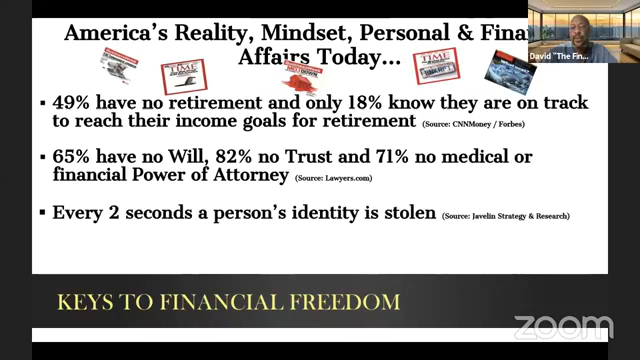 America's Reality, Mindset, Personal & Finan
Affairs Today...
TIME
TIME
▪ 49% have no retirement and only 18% know they are on track
to reach their income goals for retirement (Source: CNNMoney / Forbes)
▪ 65% have no Will, 82% no Trust and 71% no medical or
financial Power of Attorney (Source: Lawyers.com)
▪ Every 2 seconds a person's identity is stolen (Source: Javelin Strategy & Research)
KEYS TO FINANCIAL FREEDOM
David "The Fin...
zoom